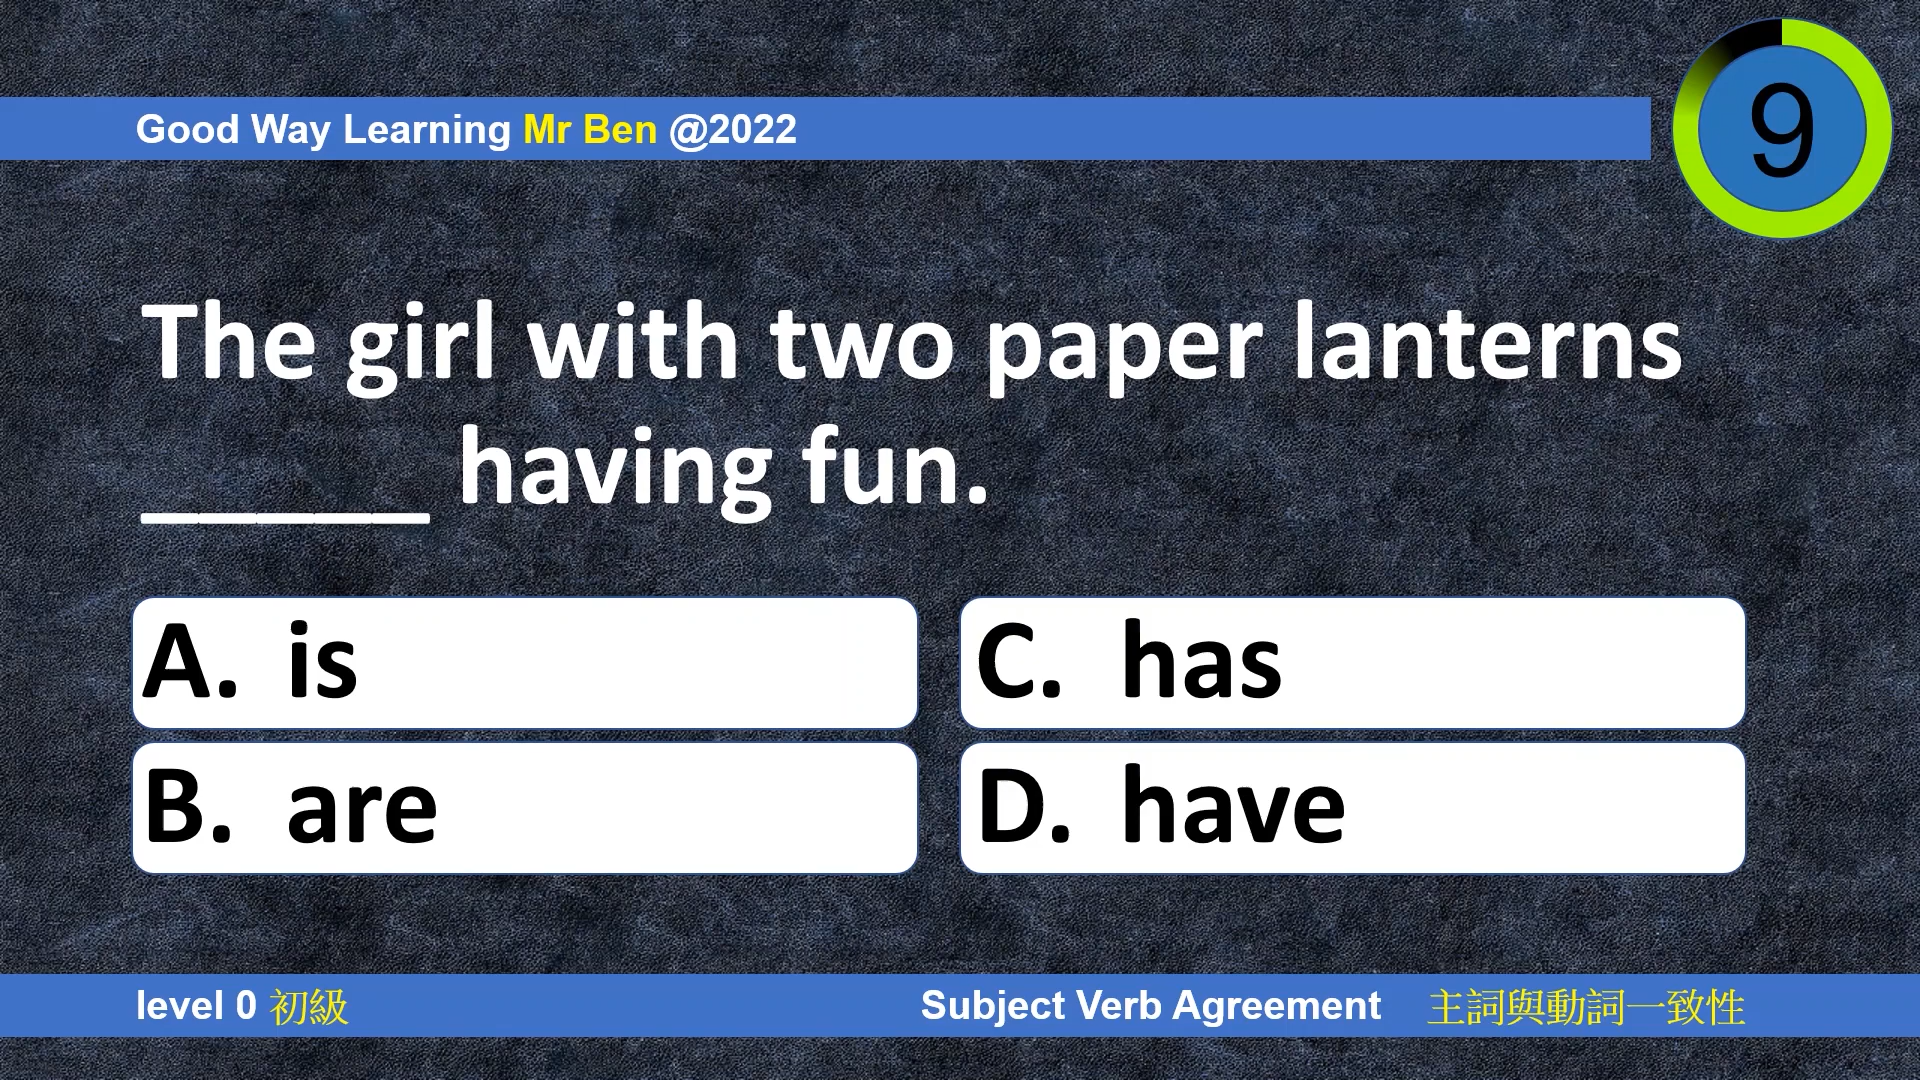 Good Way Learning Mr Ben @2022
9
The girl with two paper lanterns
_____ having fun.
A. is
C. has
B. are
D. have
level 0 初級
Subject Verb Agreement 主詞與動詞一致性